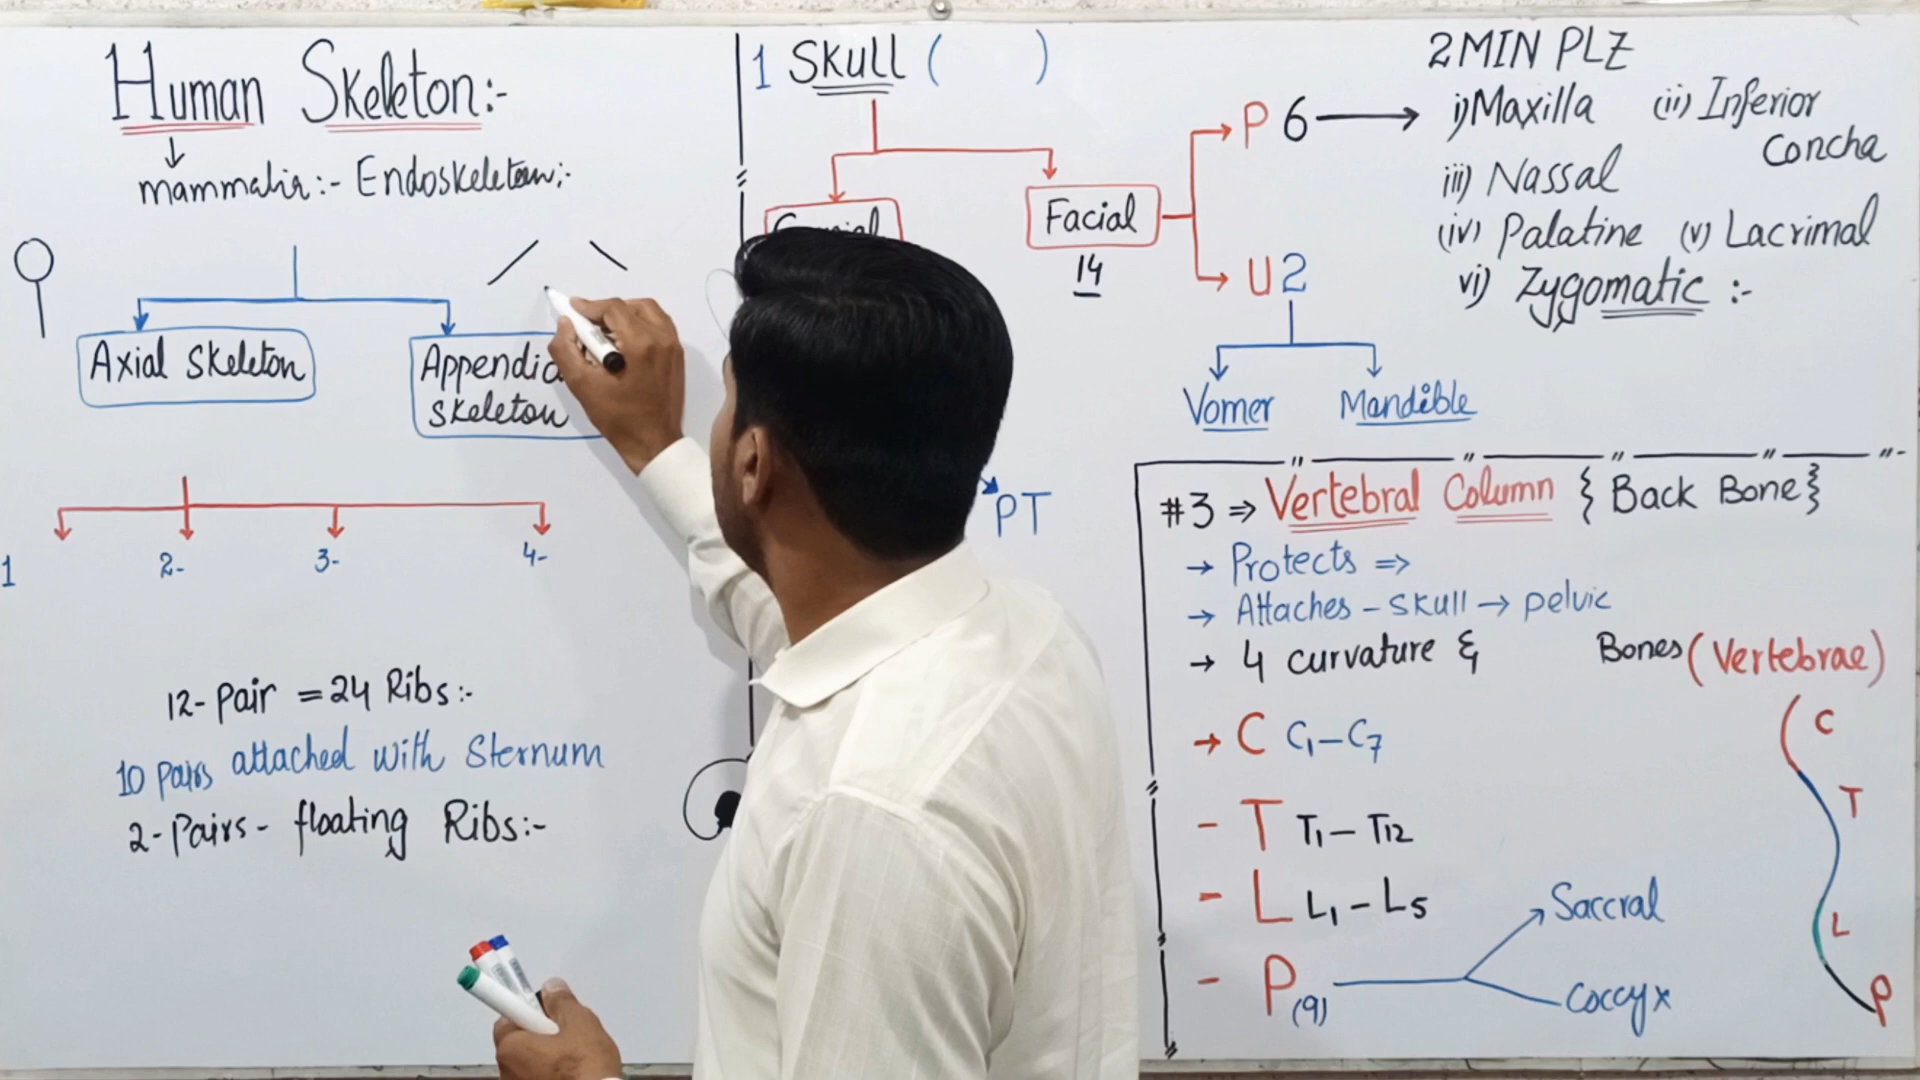 Human Skeleton:-
mammalia:- Endoskeleton:-
Axial Skeleton
Skeleton
1
2-
3-
4-
12-Pair = 24 Ribs:-
10 Pairs attached with Sternum
2-Pairs- floating Ribs:-
1 Skull ( )
Facial
14
P 6
U 2
Vomer
Mandible
PT
2 MIN PLZ
i) Maxilla (ii) Inferior
Concha
iii) Nassal
(iv) Palatine (v) Lacrimal
vi) Zygomatic :-
#3 ⇒ Vertebral Column { Back Bone }
→ Protects ⇒
→ Attaches - Skull → pelvic
→ 4 curvature & Bones (Vertebrae)
→ C C1-C7
- T T1-T12
- L L1-L5
- P(9)
Saccral
Coccyx
C
T
L
P